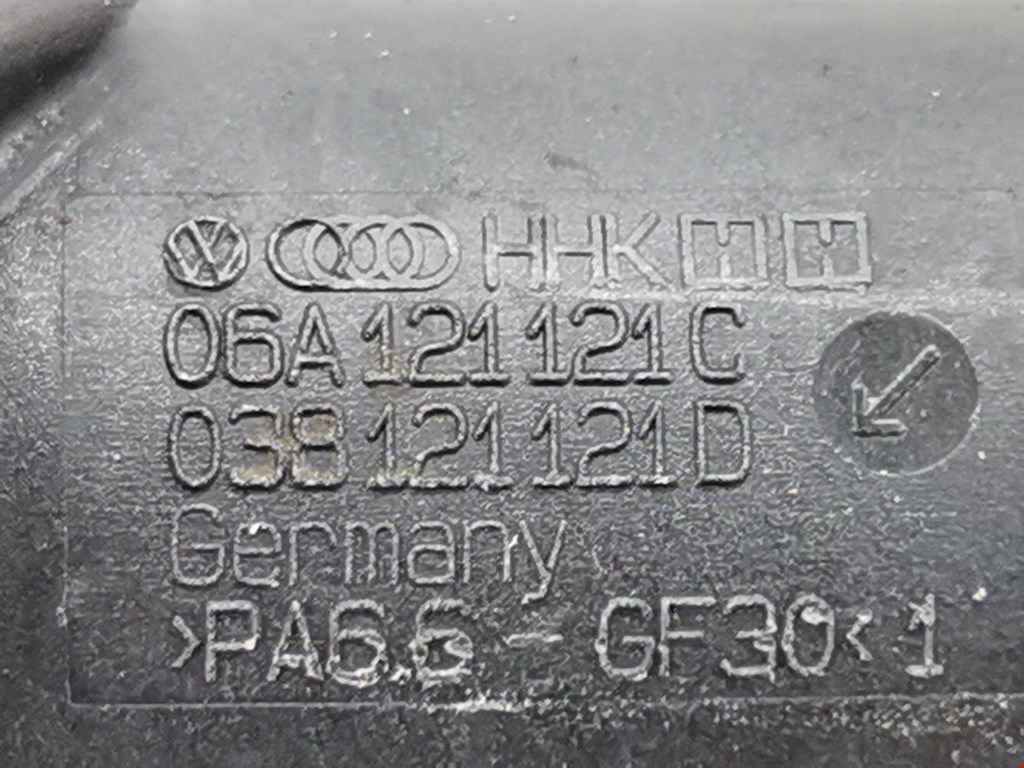 HHK
06A 121 121 C
038 121 121 D
Germany
>PA6.6 - GF30< 1